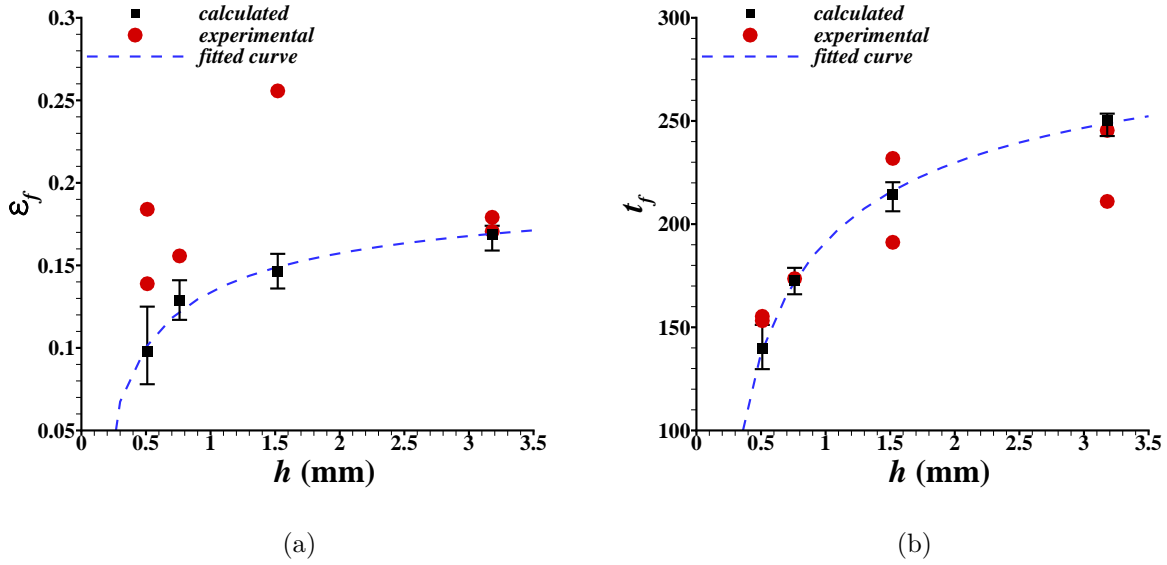 calculated
experimental
fitted curve
0.3
0.25
0.2
0.15
0.1
0.05
ε_f
0 0.5 1 1.5 2 2.5 3 3.5
h (mm)
(a)
calculated
experimental
fitted curve
300
250
200
150
100
t_f
0 0.5 1 1.5 2 2.5 3 3.5
h (mm)
(b)